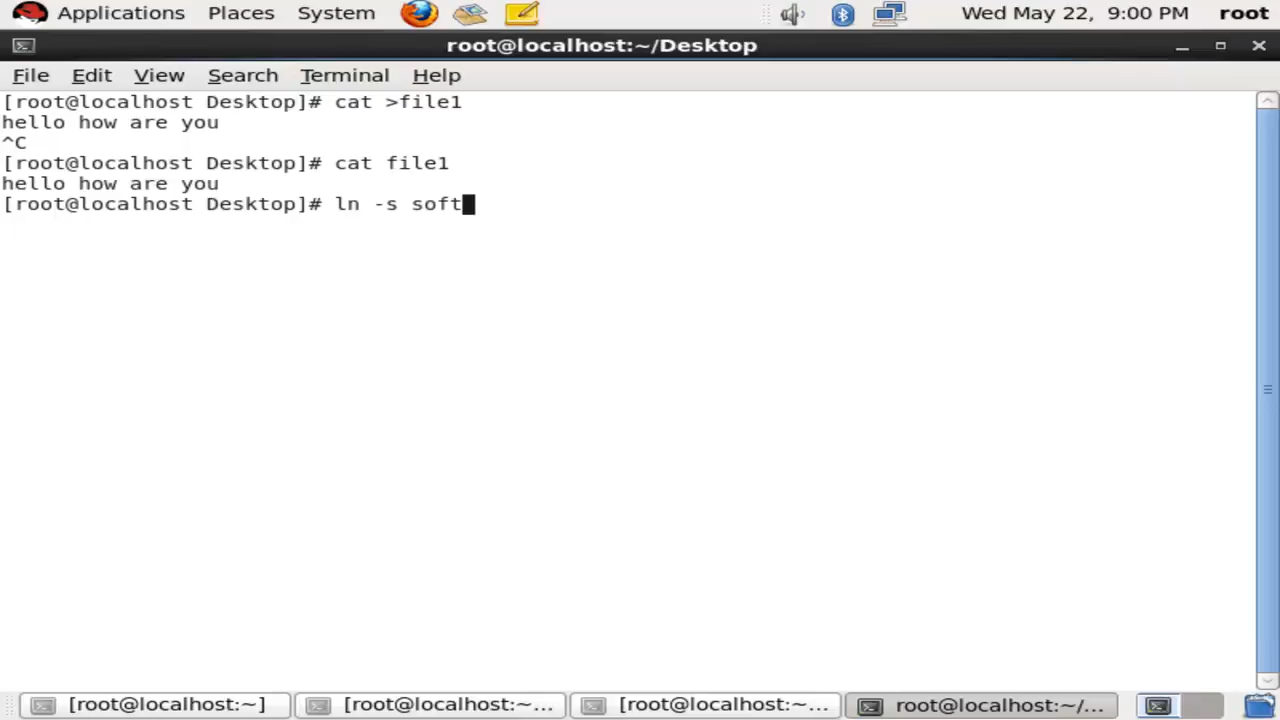 Applications Places System Wed May 22, 9:00 PM root
root@localhost:~/Desktop
File Edit View Search Terminal Help
[root@localhost Desktop]# cat >file1
hello how are you
^C
[root@localhost Desktop]# cat file1
hello how are you
[root@localhost Desktop]# ln -s soft
[root@localhost:~] [root@localhost:~... [root@localhost:~... root@localhost:~/...